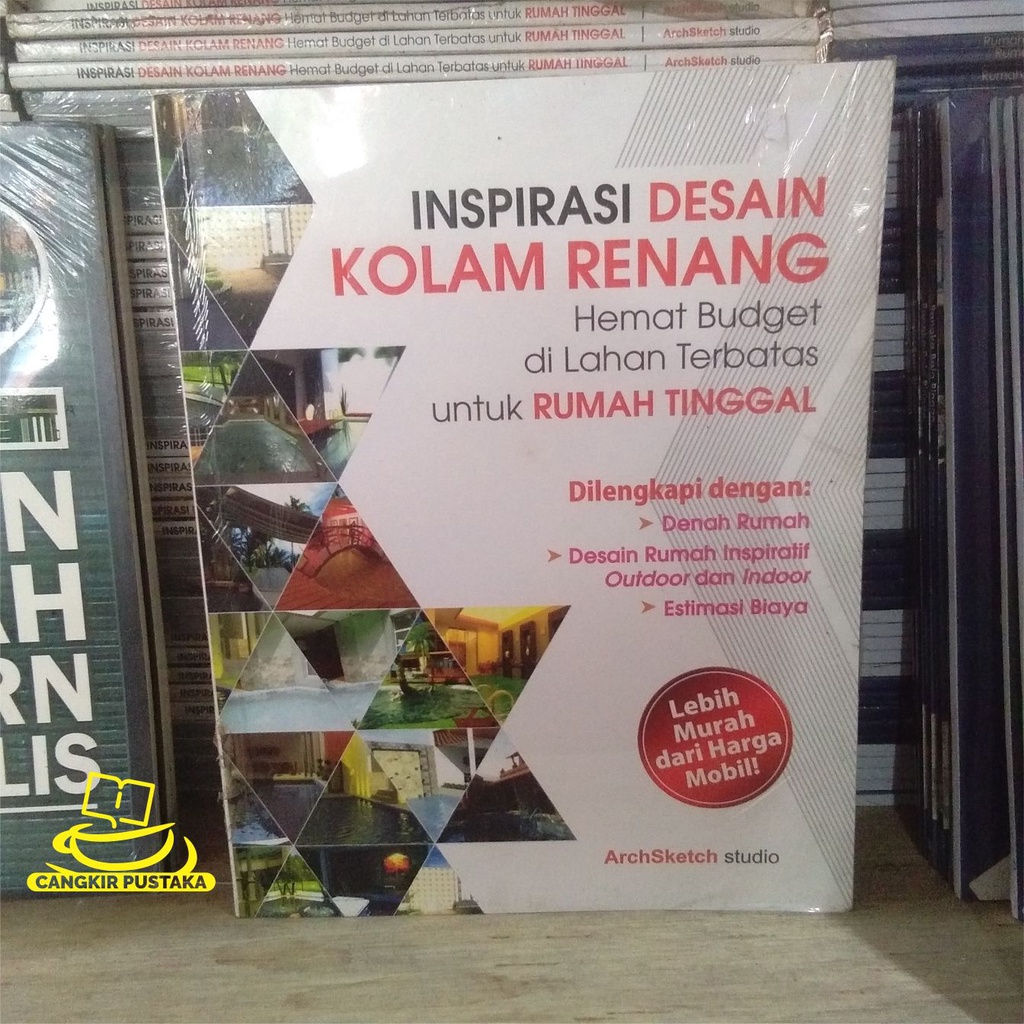 INSPIRASI DESAIN KOLAM RENANG Hemat Budget di Lahan Terbatas untuk RUMAH TINGGAL | ArchSketch studio
INSPIRASI DESAIN KOLAM RENANG Hemat Budget di Lahan Terbatas untuk RUMAH TINGGAL | ArchSketch studio
INSPIRASI DESAIN KOLAM RENANG Hemat Budget di Lahan Terbatas untuk RUMAH TINGGAL | ArchSketch studio
INSPIRASI DESAIN
KOLAM RENANG
Hemat Budget
di Lahan Terbatas
untuk RUMAH TINGGAL
Dilengkapi dengan:
➤ Denah Rumah
➤ Desain Rumah Inspiratif
Outdoor dan Indoor
➤ Estimasi Biaya
Lebih
Murah
dari Harga
Mobil!
ArchSketch studio
N
AH
RN
LIS
CANGKIR PUSTAKA